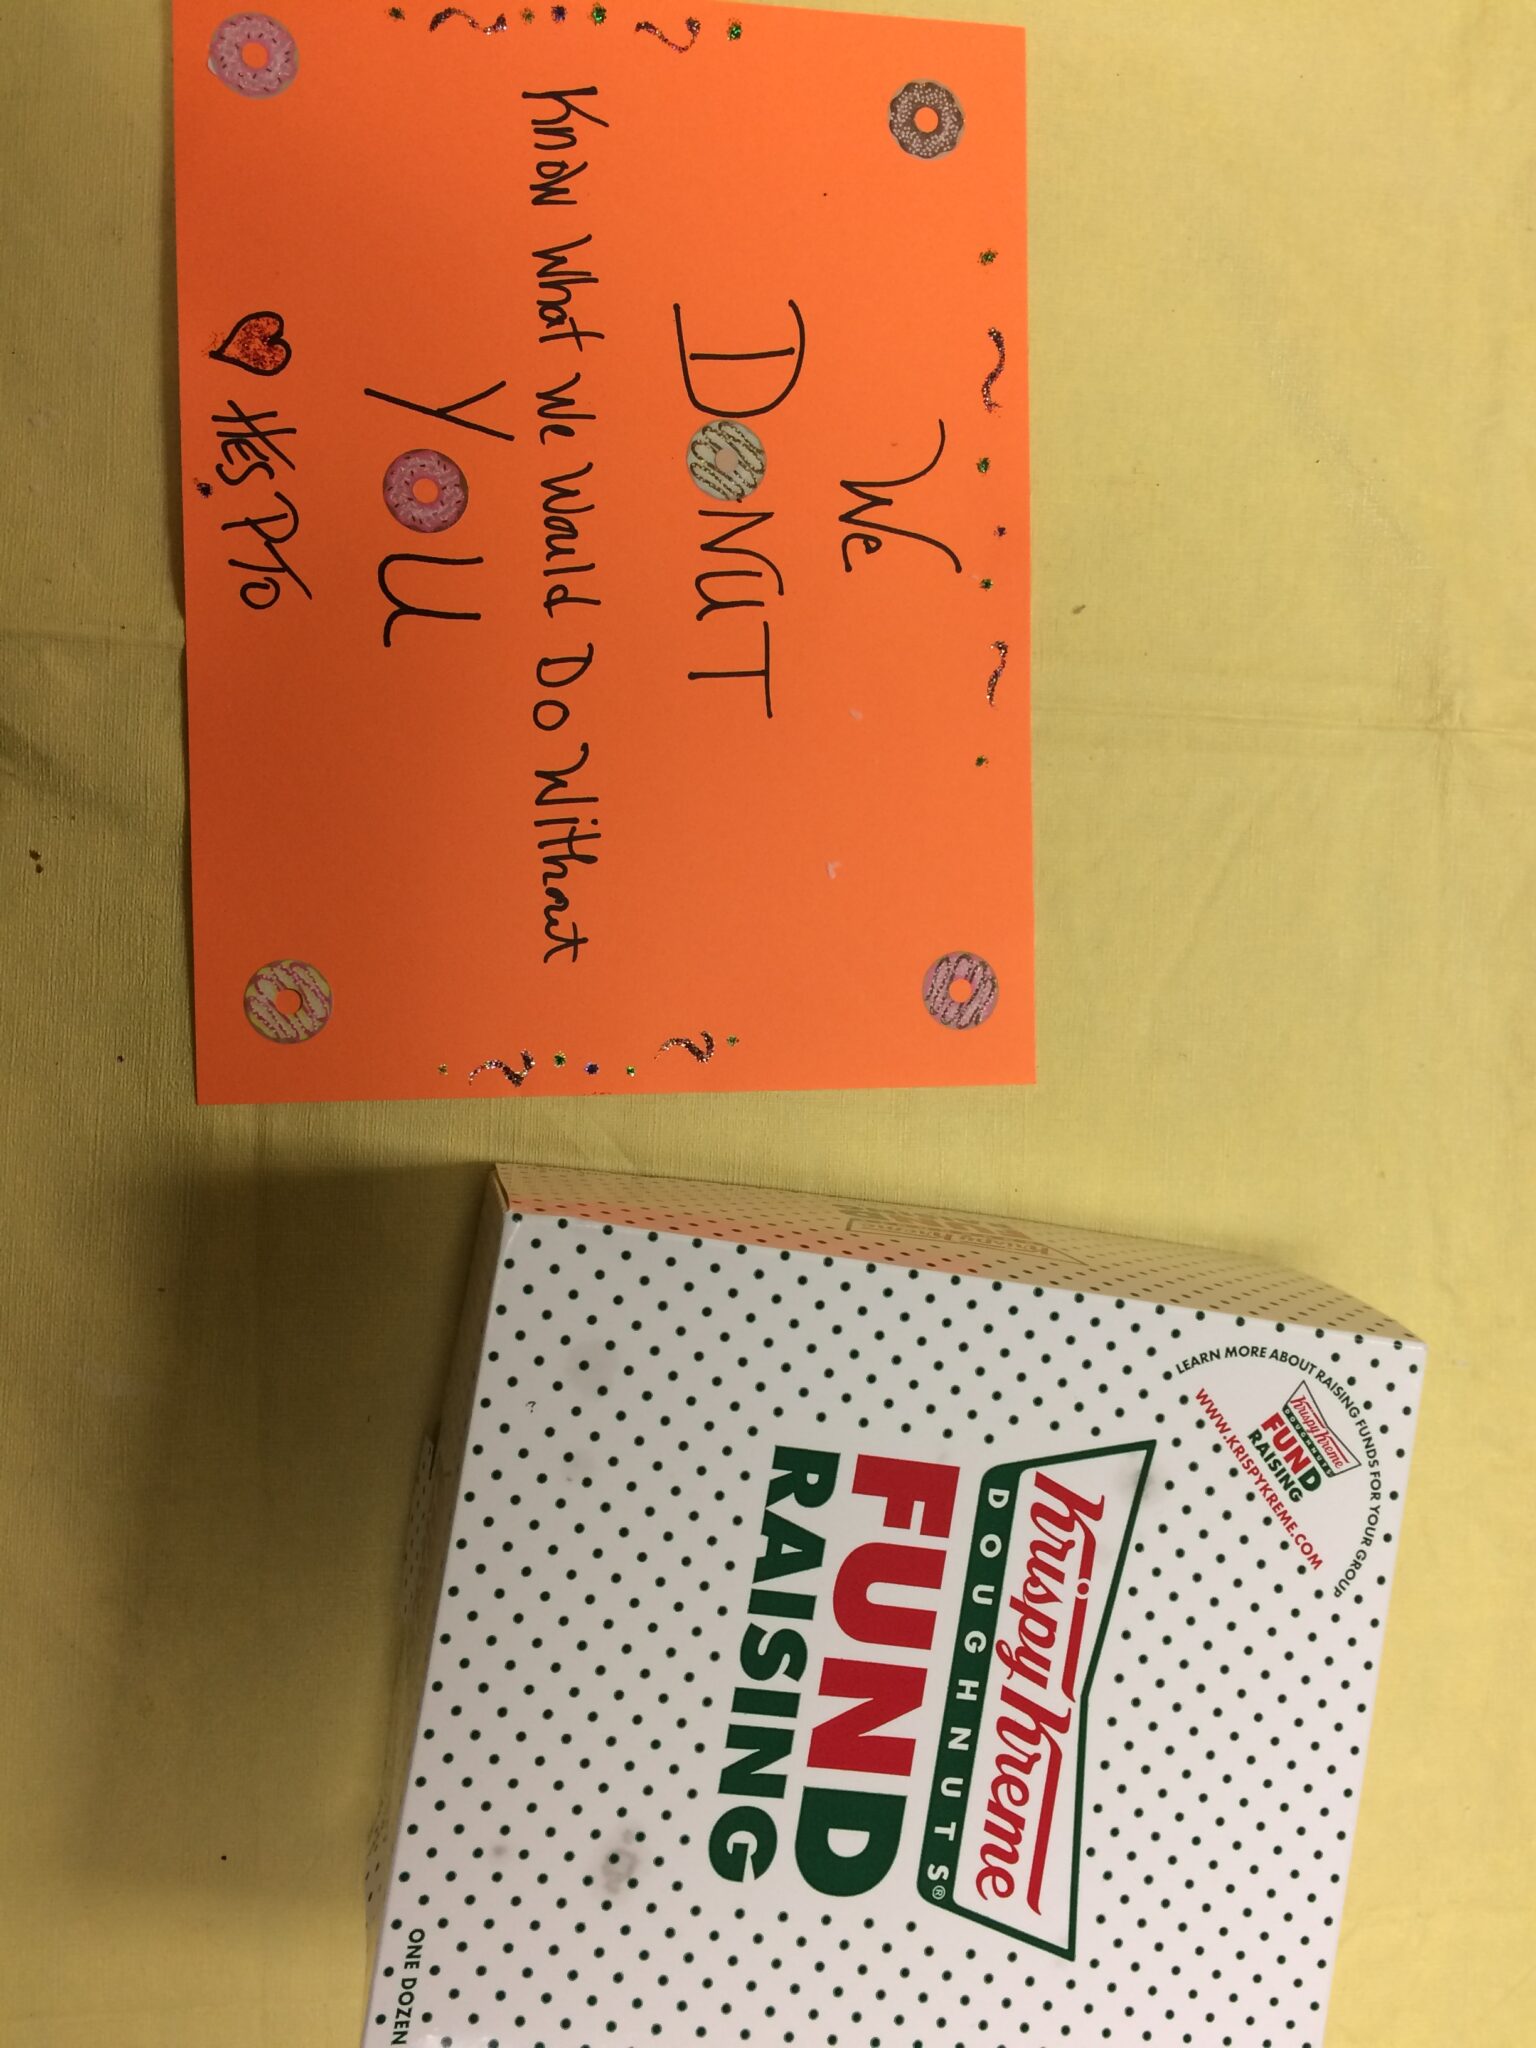 We
DONUT
Know What We Would Do Without
YOU
HES PTO
LEARN MORE ABOUT RAISING FUNDS FOR YOUR GROUP
Krispy Kreme
DOUGHNUTS
FUND
RAISING
WWW.KRISPYKREME.COM
Krispy Kreme
DOUGHNUTS®
FUND
RAISING
ONE DOZEN